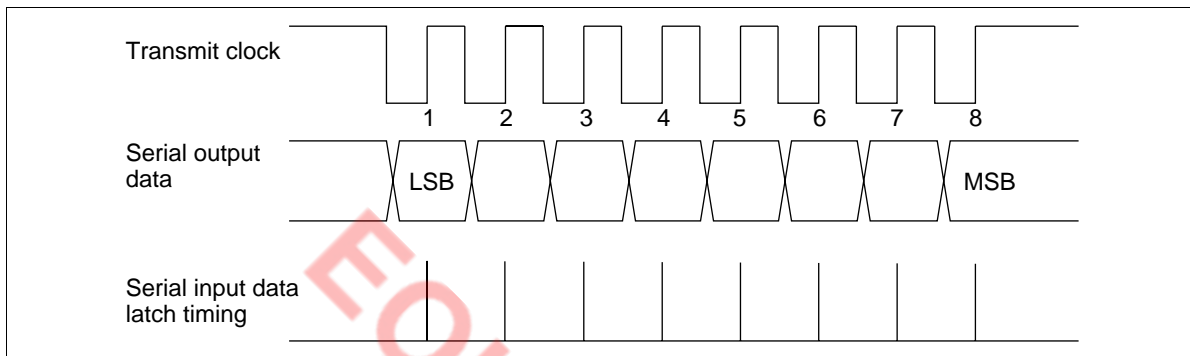 Transmit clock
1 2 3 4 5 6 7 8
Serial output
data
LSB
MSB
Serial input data
latch timing